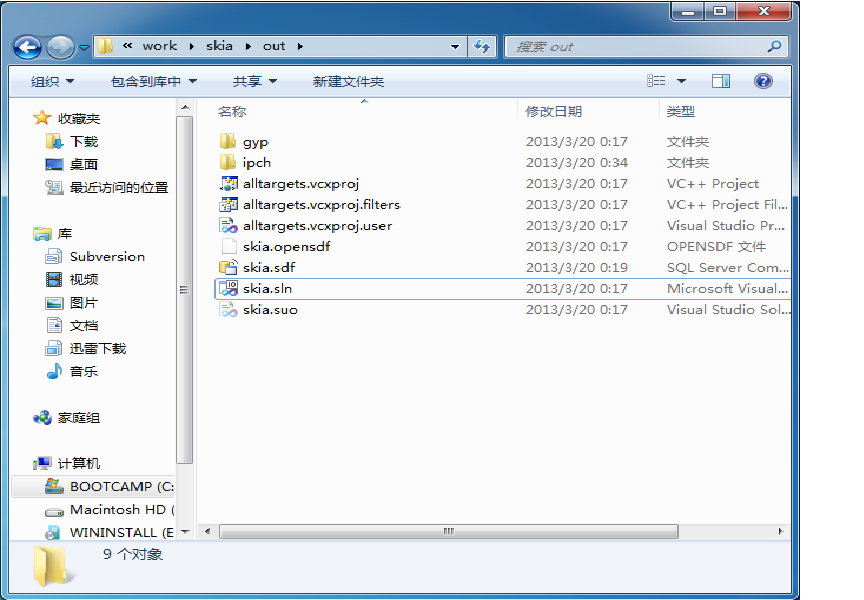 « work ▸ skia ▸ out ▸ 搜索 out
组织 包含到库中 共享 新建文件夹
名称 修改日期 类型
gyp 2013/3/20 0:17 文件夹
ipch 2013/3/20 0:34 文件夹
alltargets.vcxproj 2013/3/20 0:17 VC++ Project
alltargets.vcxproj.filters 2013/3/20 0:17 VC++ Project Fil...
alltargets.vcxproj.user 2013/3/20 0:17 Visual Studio Pr...
skia.opensdf 2013/3/20 0:17 OPENSDF 文件
skia.sdf 2013/3/20 0:19 SQL Server Com...
skia.sln 2013/3/20 0:17 Microsoft Visual...
skia.suo 2013/3/20 0:17 Visual Studio Sol...
收藏夹
下载
桌面
最近访问的位置
库
Subversion
视频
图片
文档
迅雷下载
音乐
家庭组
计算机
BOOTCAMP (C:
Macintosh HD (
WININSTALL (E
9 个对象